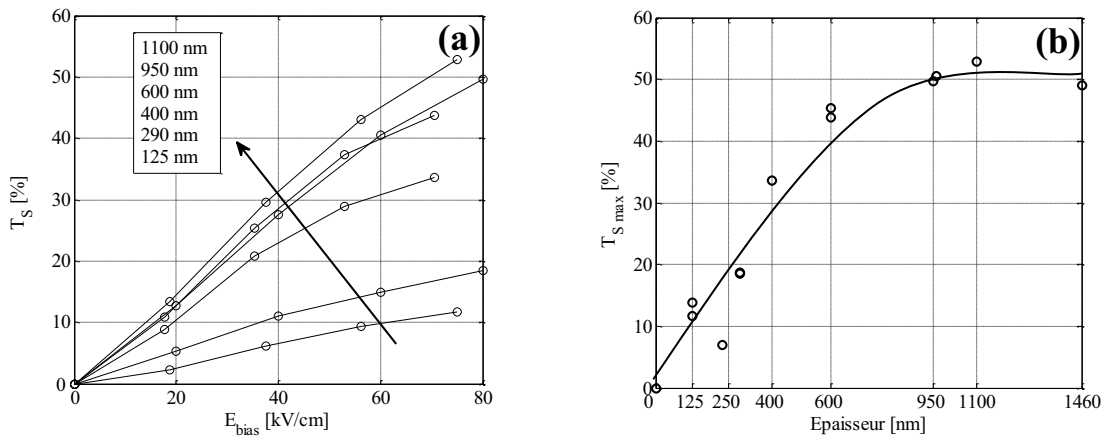 (a)
1100 nm
950 nm
600 nm
400 nm
290 nm
125 nm
T_S [%]
60
50
40
30
20
10
0
0 20 40 60 80
E_bias [kV/cm]
(b)
T_S max [%]
60
50
40
30
20
10
0
0 125 250 400 600 950 1100 1460
Epaisseur [nm]